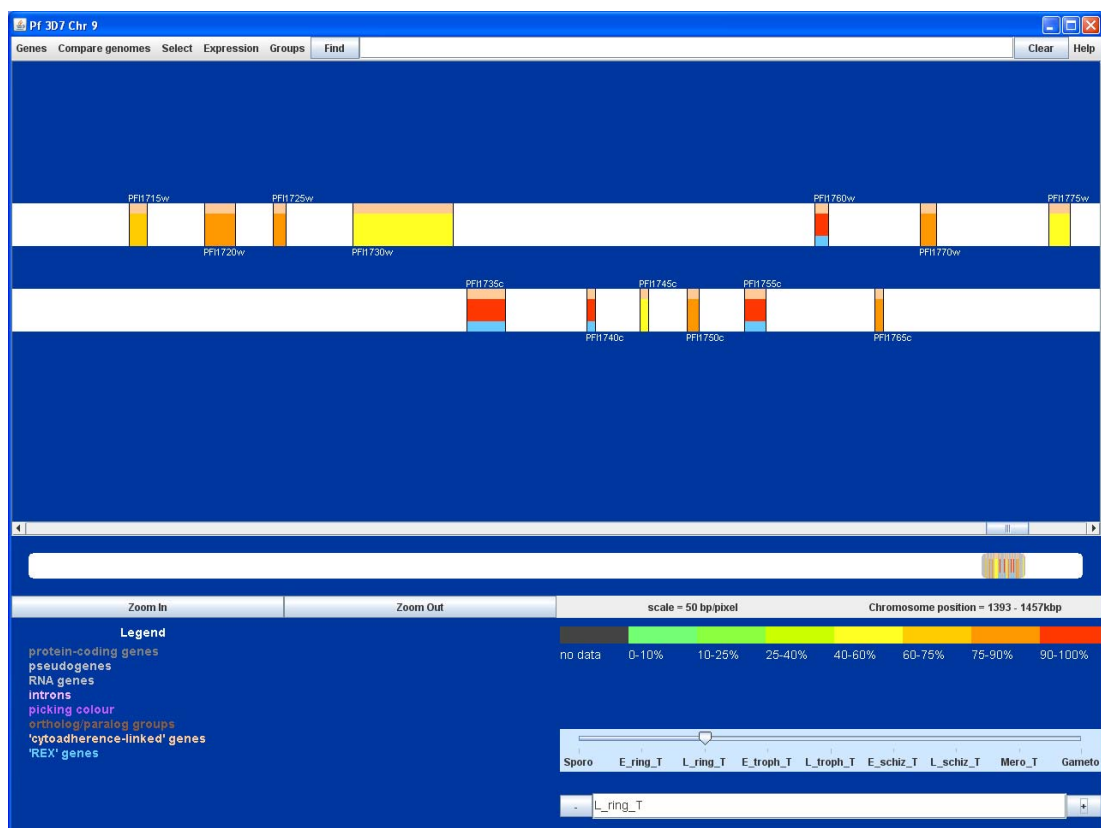 Pf 3D7 Chr 9
Genes Compare genomes Select Expression Groups Find Clear Help
PFI1715w PFI1725w PFI1760w PFI1775w
PFI1720w PFI1730w PFI1770w
PFI1735c PFI1745c PFI1755c
PFI1740c PFI1750c PFI1765c
Zoom In Zoom Out scale = 50 bp/pixel Chromosome position = 1393 - 1457kbp
Legend
protein-coding genes
pseudogenes
RNA genes
introns
picking colour
ortholog/paralog groups
'cytoadherence-linked' genes
'REX' genes
no data 0-10% 10-25% 25-40% 40-60% 60-75% 75-90% 90-100%
Sporo E_ring_T L_ring_T E_troph_T L_troph_T E_schiz_T L_schiz_T Mero_T Gameto
- L_ring_T +